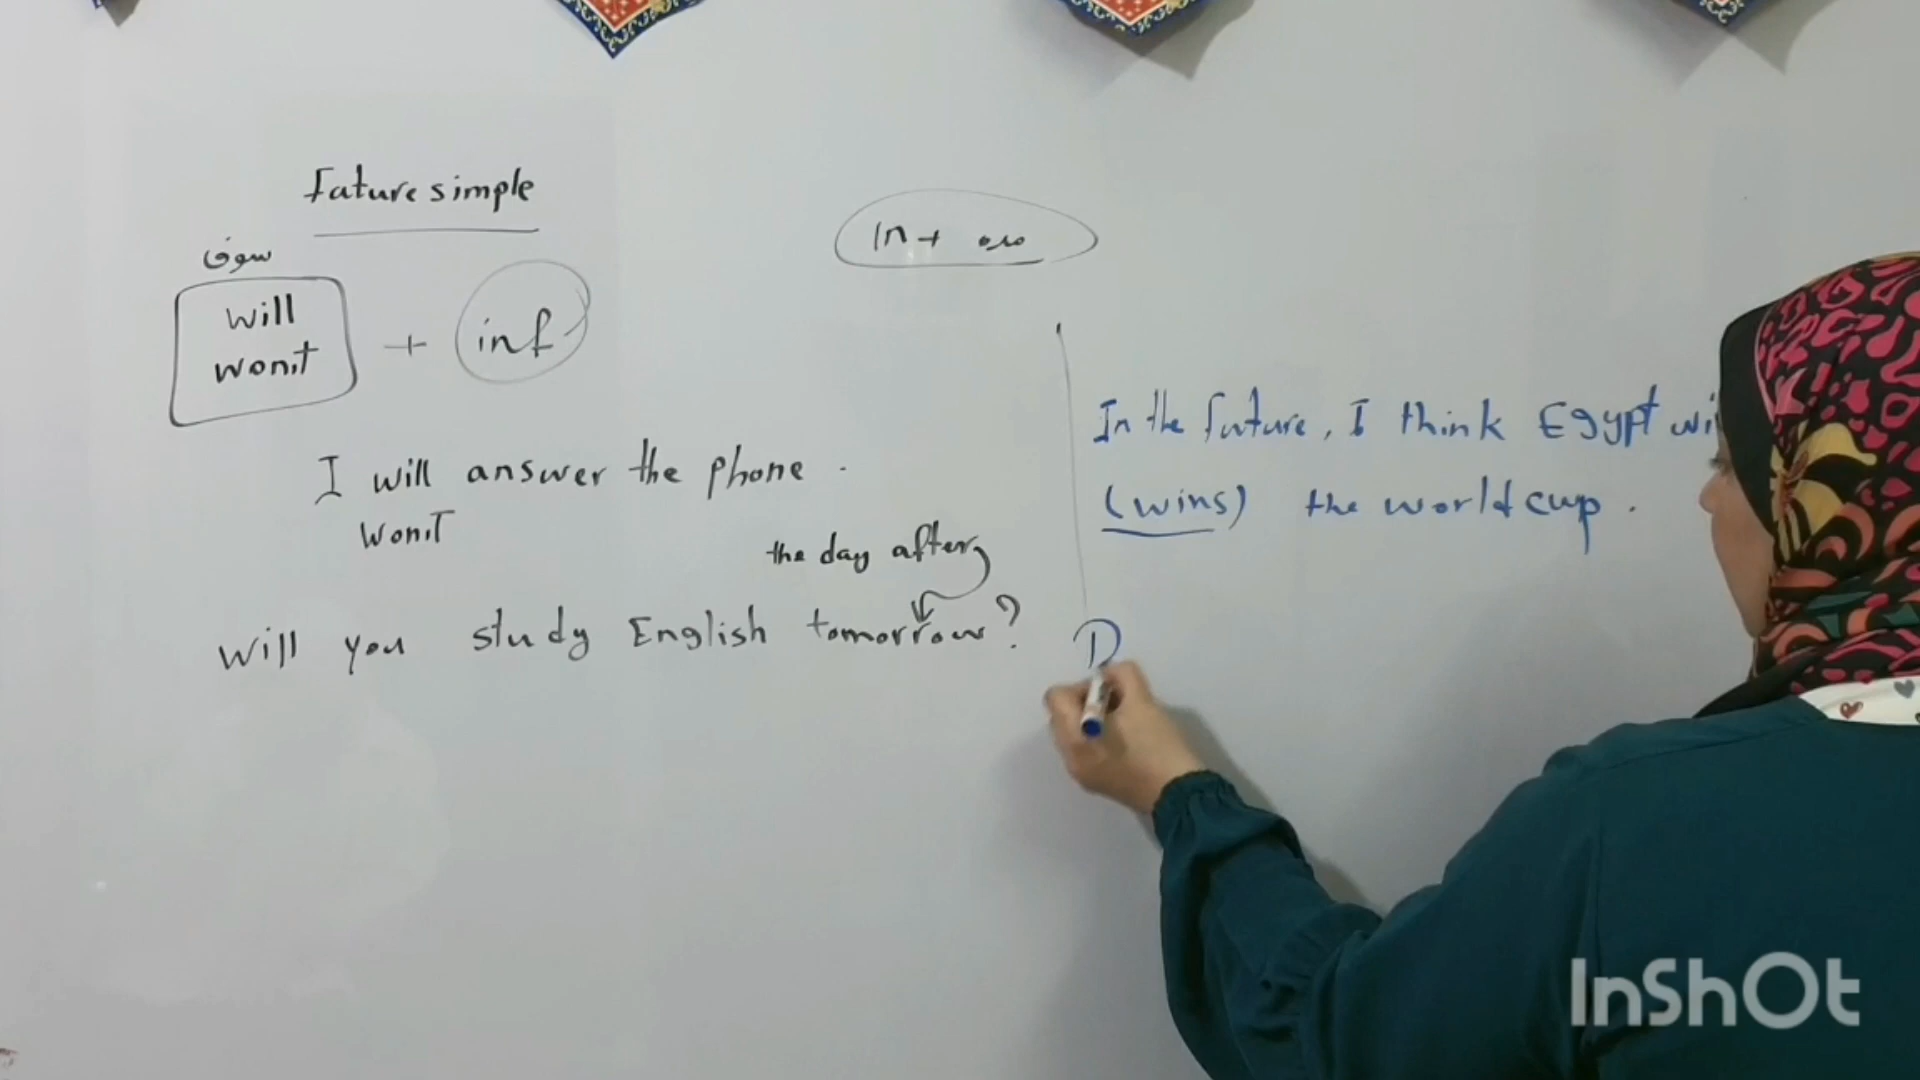 Future simple
سوف
will
won't
+ inf
In + مده
I will answer the phone.
won't
the day after
Will you study English tomorrow?
In the future, I think Egypt wi
(wins) the world cup.
D
InShOt